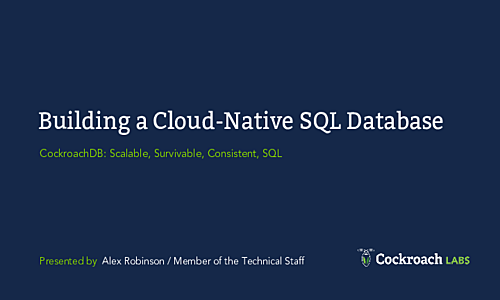 Building a Cloud-Native SQL Database
CockroachDB: Scalable, Survivable, Consistent, SQL
Presented by Alex Robinson / Member of the Technical Staff
Cockroach LABS